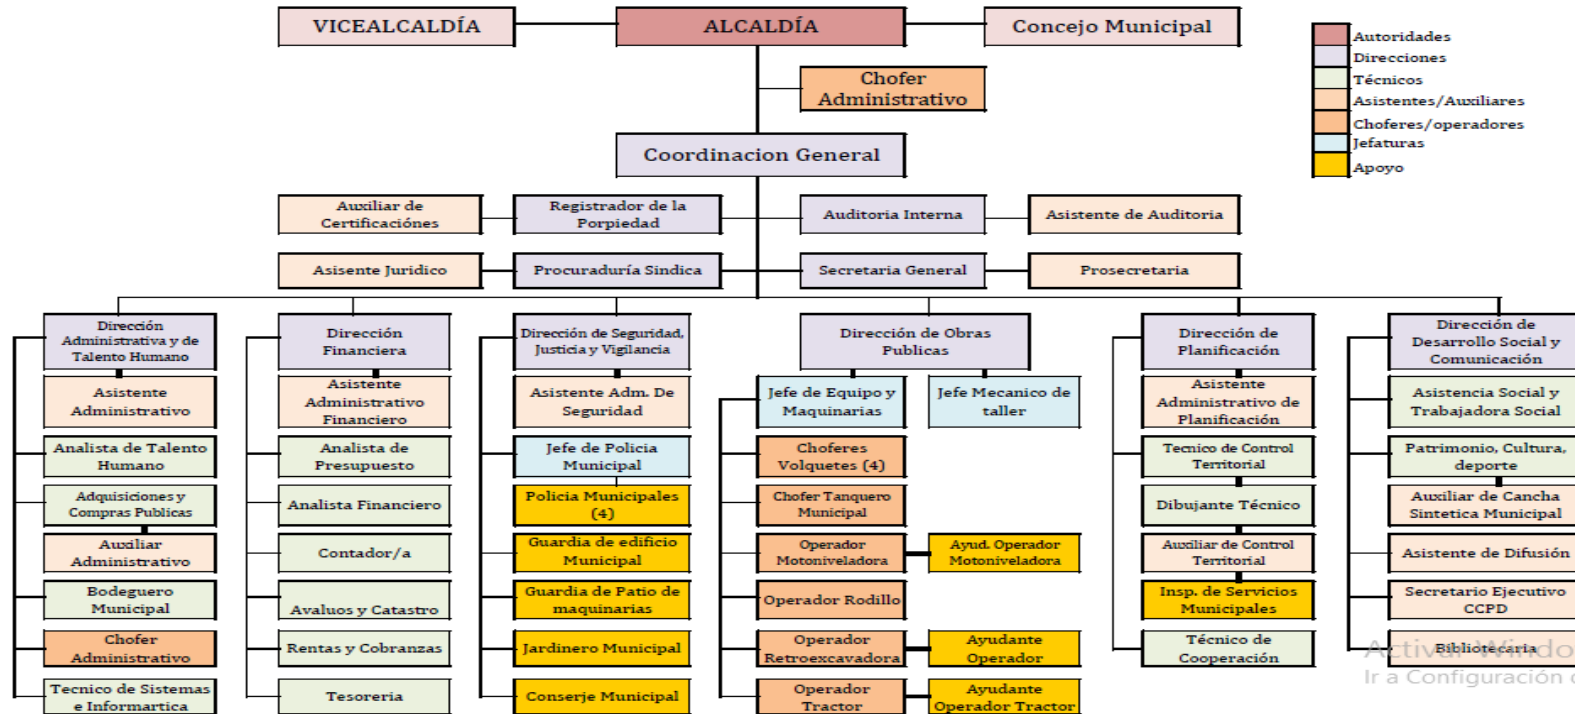 VICEALCALDÍA
ALCALDÍA
Concejo Municipal
Autoridades
Direcciones
Técnicos
Asistentes/Auxiliares
Choferes/operadores
Jefaturas
Apoyo
Chofer
Administrativo
Coordinacion General
Auxiliar de
Certificaciónes
Registrador de la
Porpiedad
Auditoria Interna
Asistente de Auditoria
Asisente Juridico
Procuraduría Sindica
Secretaria General
Prosecretaria
Dirección
Administrativa y de
Talento Humano
Asistente
Administrativo
Analista de Talento
Humano
Adquisiciones y
Compras Publicas
Auxiliar
Administrativo
Bodeguero
Municipal
Chofer
Administrativo
Tecnico de Sistemas
e Informartica
Dirección
Financiera
Asistente
Administrativo
Financiero
Analista de
Presupuesto
Analista Financiero
Contador/a
Avaluos y Catastro
Rentas y Cobranzas
Tesoreria
Dirección de Seguridad,
Justicia y Vigilancia
Asistente Adm. De
Seguridad
Jefe de Policia
Municipal
Policia Municipales
(4)
Guardia de edificio
Municipal
Guardia de Patio de
maquinarias
Jardinero Municipal
Conserje Municipal
Dirección de Obras
Publicas
Jefe de Equipo y
Maquinarias
Jefe Mecanico de
taller
Choferes
Volquetes (4)
Chofer Tanquero
Municipal
Operador
Motoniveladora
Ayud. Operador
Motoniveladora
Operador Rodillo
Operador
Retroexcavadora
Ayudante
Operador
Operador
Tractor
Ayudante
Operador Tractor
Dirección de
Planificación
Asistente
Administrativo de
Planificación
Tecnico de Control
Territorial
Dibujante Técnico
Auxiliar de Control
Territorial
Insp. de Servicios
Municipales
Técnico de
Cooperación
Dirección de
Desarrollo Social y
Comunicación
Asistencia Social y
Trabajadora Social
Patrimonio, Cultura,
deporte
Auxiliar de Cancha
Sintetica Municipal
Asistente de Difusión
Secretario Ejecutivo
CCPD
Bibliotecaria
Activar Windo
Ir a Configuración